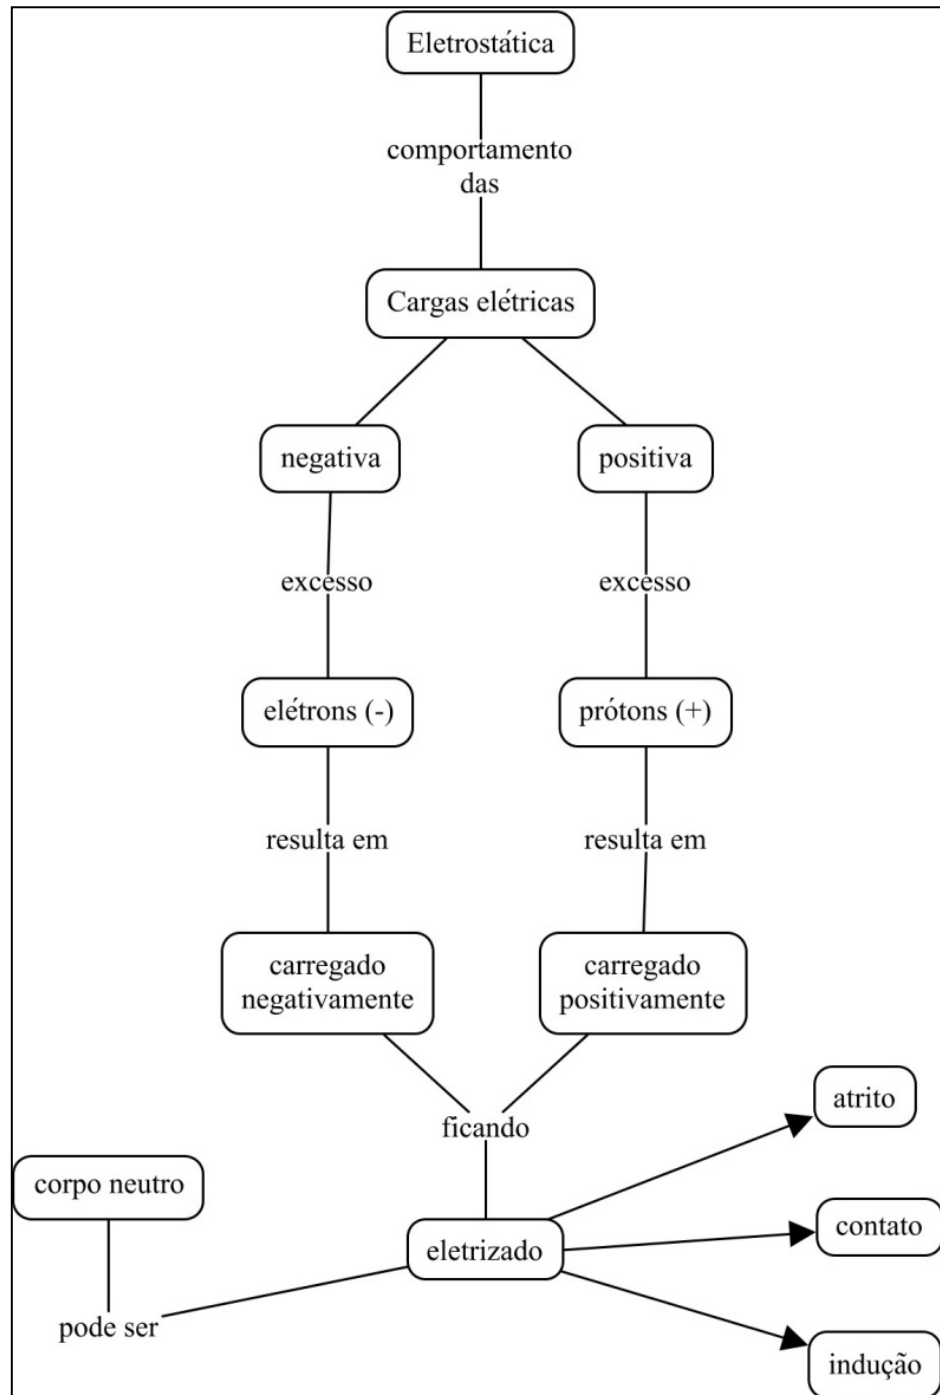 Eletrostática
comportamento
das
Cargas elétricas
negativa
positiva
excesso
excesso
elétrons (-)
prótons (+)
resulta em
resulta em
carregado
negativamente
carregado
positivamente
ficando
atrito
corpo neutro
contato
eletrizado
pode ser
indução